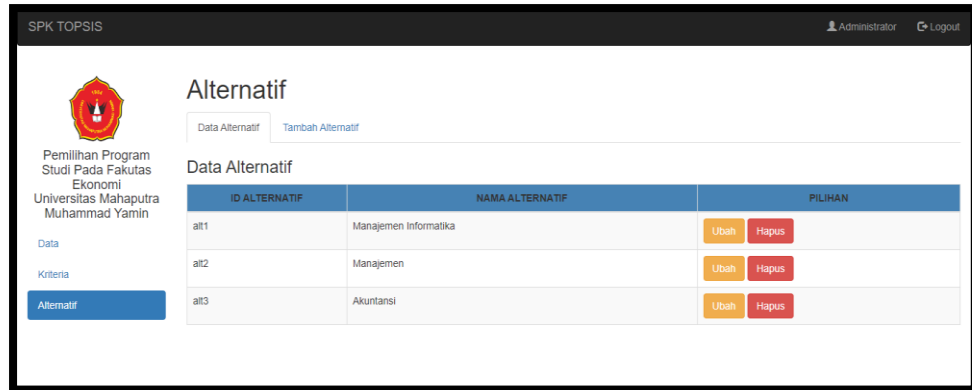 SPK TOPSIS
Administrator
Logout
Pemilihan Program
Studi Pada Fakutas
Ekonomi
Universitas Mahaputra
Muhammad Yamin
Data
Kriteria
Alternatif
Alternatif
Data Alternatif
Tambah Alternatif
Data Alternatif
ID ALTERNATIF NAMA ALTERNATIF PILIHAN
alt1 Manajemen Informatika Ubah Hapus
alt2 Manajemen Ubah Hapus
alt3 Akuntansi Ubah Hapus